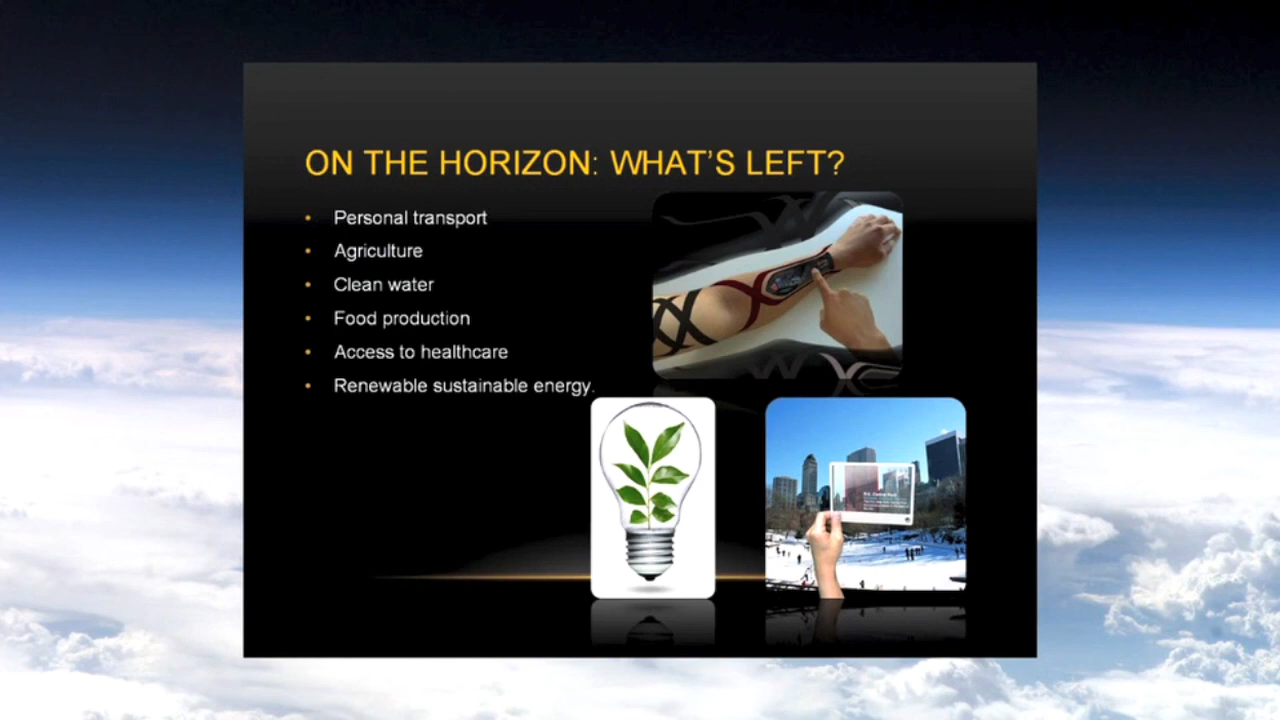 ON THE HORIZON: WHAT'S LEFT?
• Personal transport
• Agriculture
• Clean water
• Food production
• Access to healthcare
• Renewable sustainable energy.